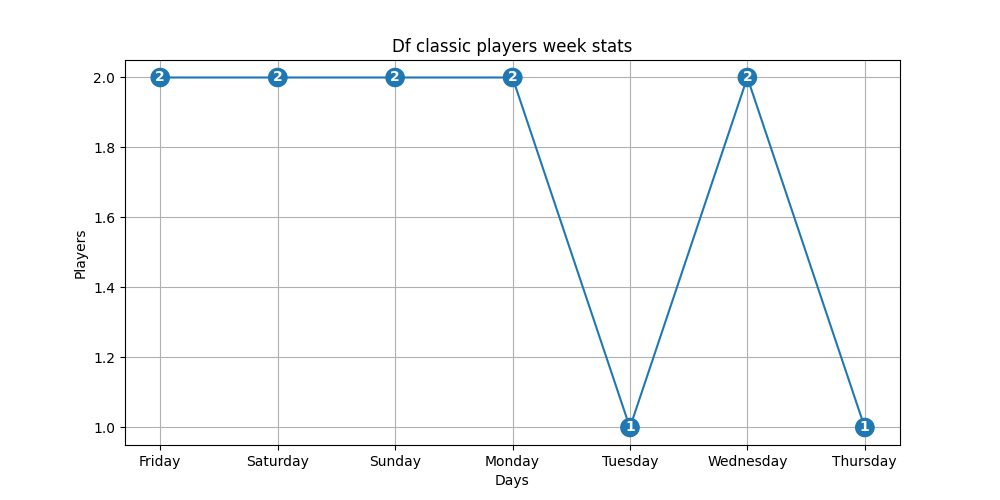 Df classic players week stats
2.0
1.8
1.6
1.4
1.2
1.0
Players
2 2 2 2 1 2 1
Friday Saturday Sunday Monday Tuesday Wednesday Thursday
Days